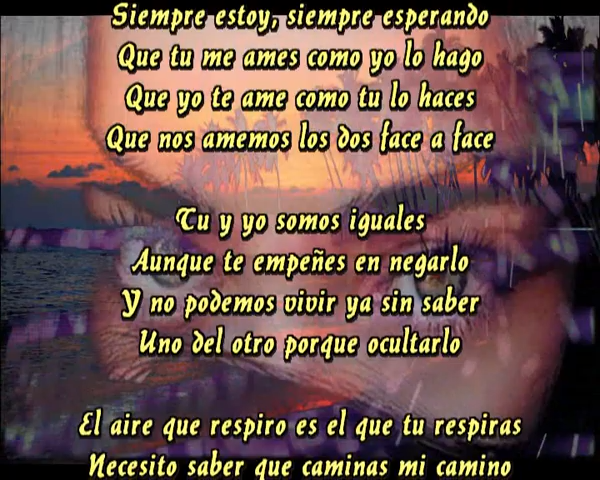 Siempre estoy, siempre esperando
Que tu me ames como yo lo hago
Que yo te ame como tu lo haces
Que nos amemos los dos face a face
Tu y yo somos iguales
Aunque te empeñes en negarlo
Y no podemos vivir ya sin saber
Uno del otro porque ocultarlo
El aire que respiro es el que tu respiras
Necesito saber que caminas mi camino